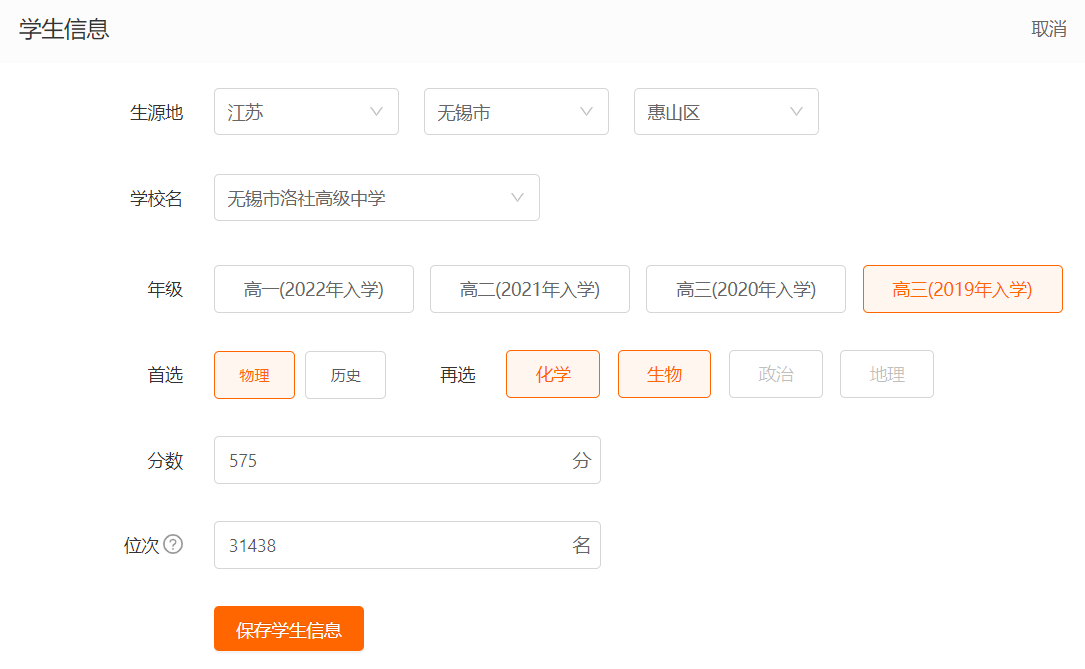 学生信息 取消
生源地 江苏 无锡市 惠山区
学校名 无锡市洛社高级中学
年级 高一(2022年入学) 高二(2021年入学) 高三(2020年入学) 高三(2019年入学)
首选 物理 历史 再选 化学 生物 政治 地理
分数 575 分
位次 ? 31438 名
保存学生信息